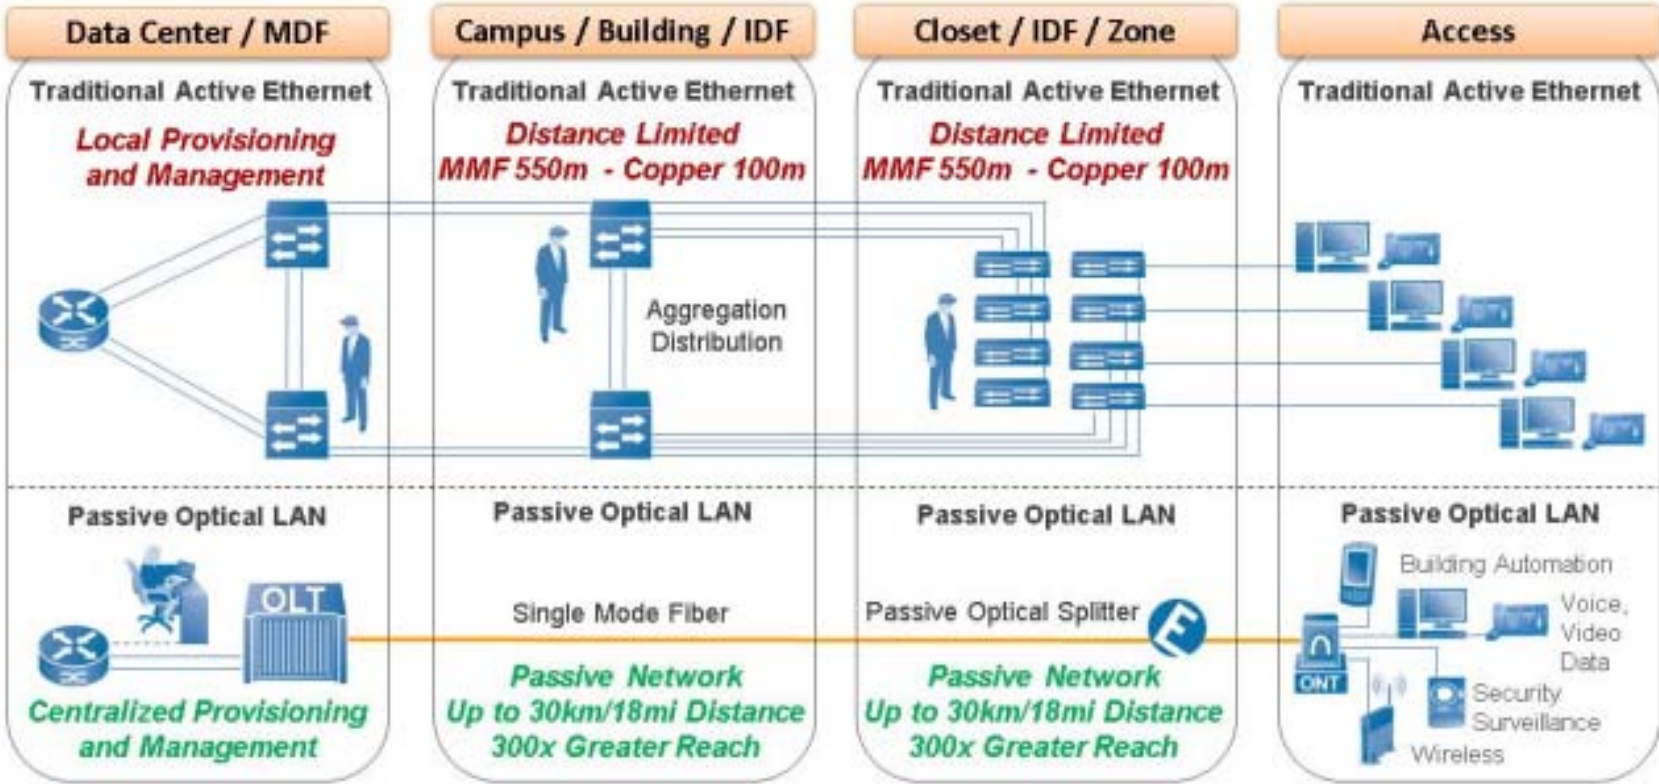 Data Center / MDF
Campus / Building / IDF
Closet / IDF / Zone
Access
Traditional Active Ethernet
Local Provisioning
and Management
Traditional Active Ethernet
Distance Limited
MMF 550m - Copper 100m
Aggregation
Distribution
Traditional Active Ethernet
Distance Limited
MMF 550m - Copper 100m
Traditional Active Ethernet
Passive Optical LAN
OLT
Centralized Provisioning
and Management
Passive Optical LAN
Single Mode Fiber
Passive Network
Up to 30km/18mi Distance
300x Greater Reach
Passive Optical LAN
Passive Optical Splitter
Passive Network
Up to 30km/18mi Distance
300x Greater Reach
Passive Optical LAN
Building Automation
Voice,
Video
Data
ONT
Security
Surveillance
Wireless